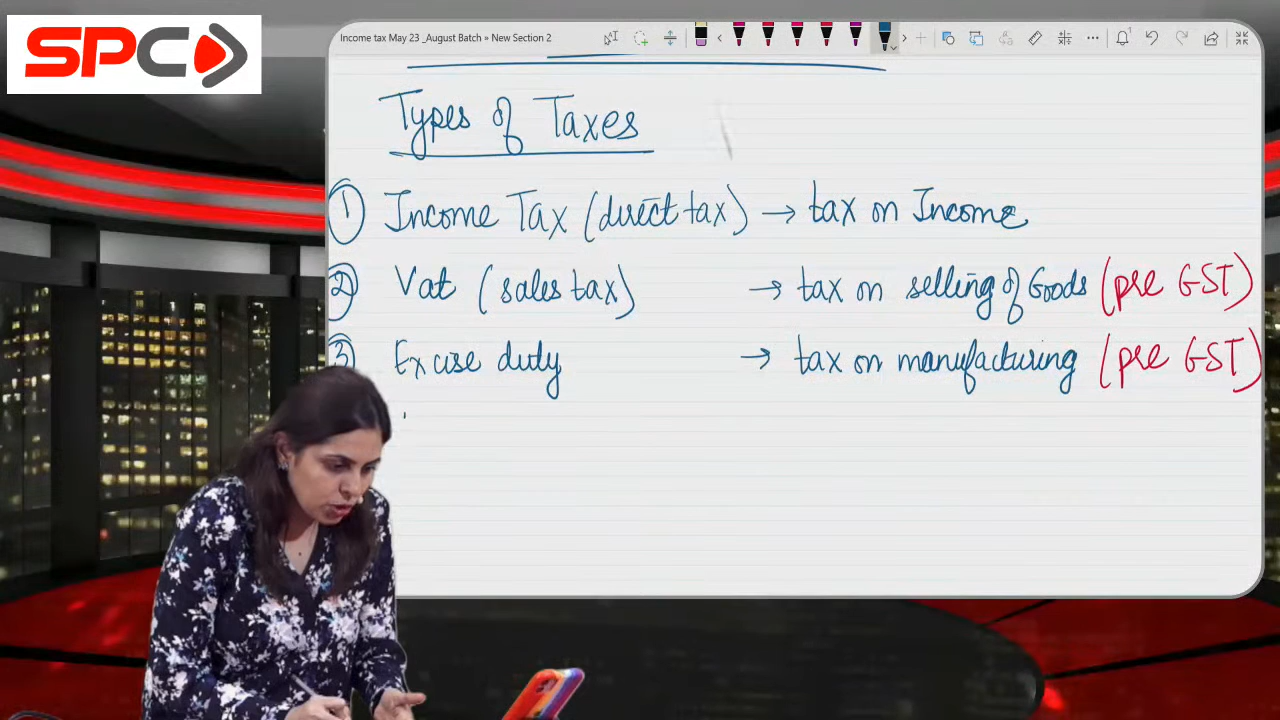 SPC
Income tax May 23 _August Batch » New Section 2
Types of Taxes
① Income Tax (direct tax) → tax on Income
② Vat (sales tax) → tax on selling of Goods (pre GST)
③ Excise duty → tax on manufacturing (pre GST)